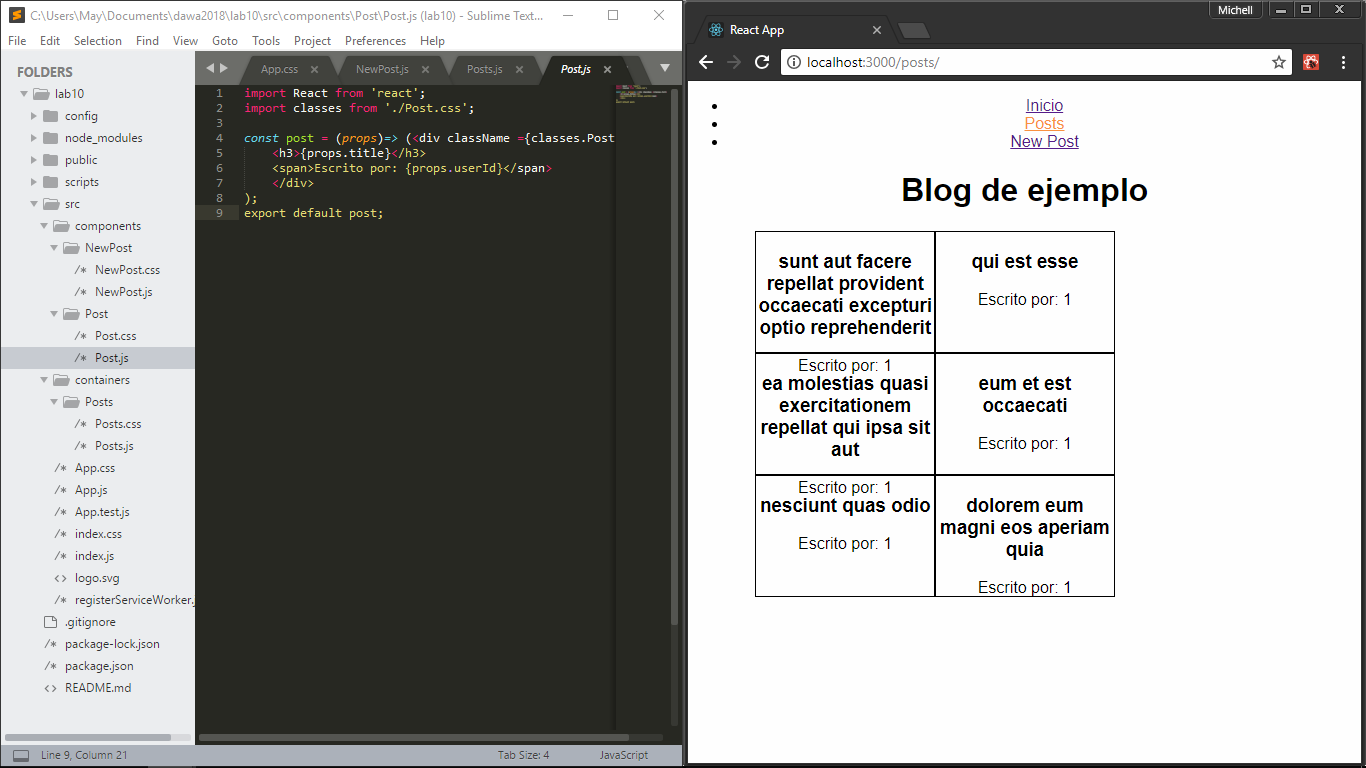 C:\Users\May\Documents\dawa2018\lab10\src\components\Post\Post.js (lab10) - Sublime Text...
File Edit Selection Find View Goto Tools Project Preferences Help
FOLDERS
lab10
config
node_modules
public
scripts
src
components
NewPost
NewPost.css
NewPost.js
Post
Post.css
Post.js
containers
Posts
Posts.css
Posts.js
App.css
App.js
App.test.js
index.css
index.js
logo.svg
registerServiceWorker.
.gitignore
package-lock.json
package.json
README.md
App.css NewPost.js Posts.js Post.js
1 import React from 'react';
2 import classes from './Post.css';
3
4 const post = (props)=> (<div className ={classes.Post
5 <h3>{props.title}</h3>
6 <span>Escrito por: {props.userId}</span>
7 </div>
8 );
9 export default post;
Line 9, Column 21 Tab Size: 4 JavaScript
Michell
React App
localhost:3000/posts/
Inicio
Posts
New Post
Blog de ejemplo
sunt aut facere
repellat provident
occaecati excepturi
optio reprehenderit
Escrito por: 1
qui est esse
Escrito por: 1
ea molestias quasi
exercitationem
repellat qui ipsa sit
aut
Escrito por: 1
eum et est
occaecati
Escrito por: 1
nesciunt quas odio
Escrito por: 1
dolorem eum
magni eos aperiam
quia
Escrito por: 1